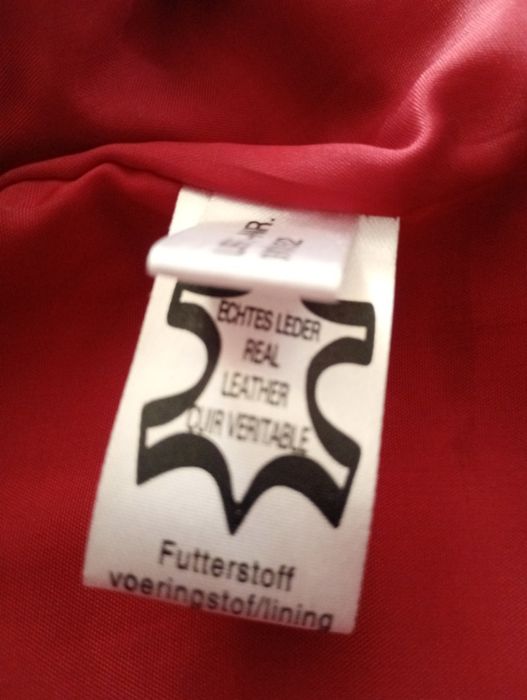 ECHTES LEDER
REAL
LEATHER
CUIR VERITABLE
Futterstoff
voeringstof/lining